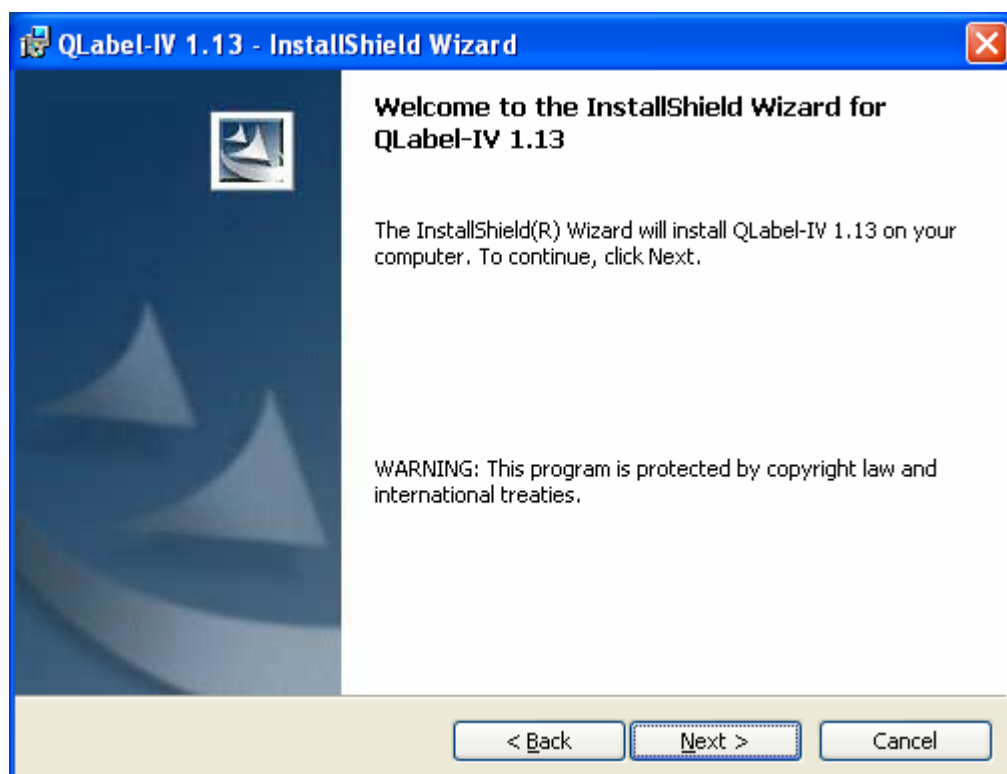 QLabel-IV 1.13 - InstallShield Wizard
Welcome to the InstallShield Wizard for
QLabel-IV 1.13
The InstallShield(R) Wizard will install QLabel-IV 1.13 on your
computer. To continue, click Next.
WARNING: This program is protected by copyright law and
international treaties.
< Back
Next >
Cancel